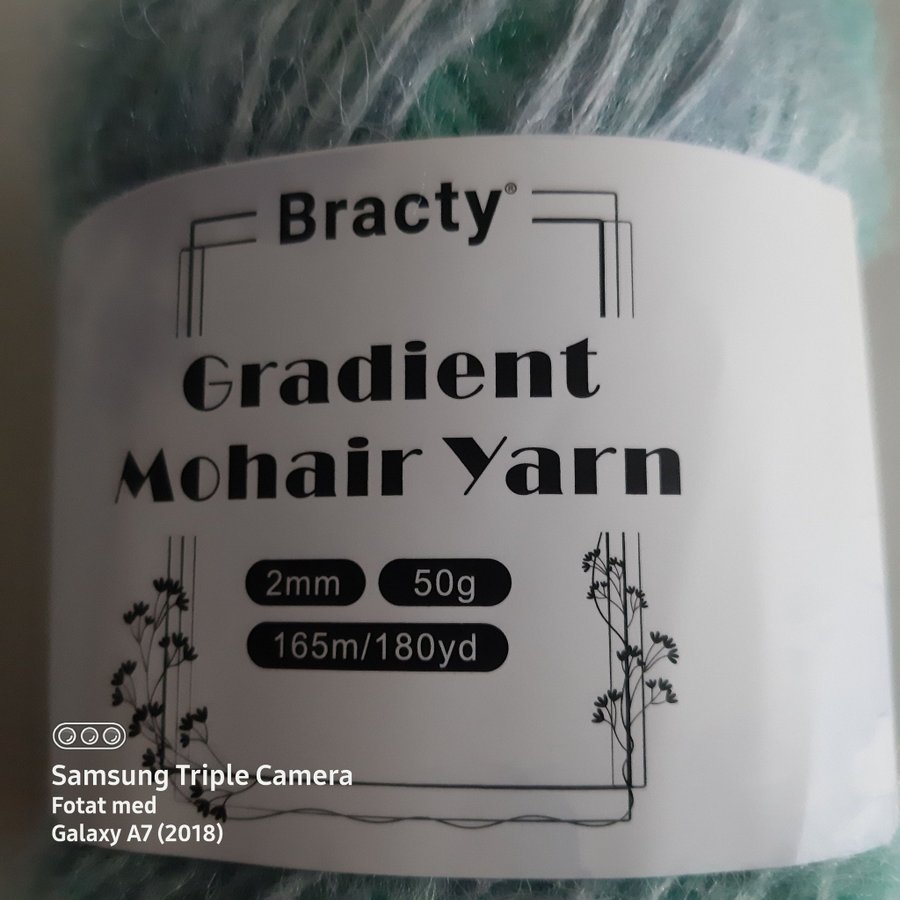 Bracty®
Gradient
Mohair Yarn
2mm 50g
165m/180yd
Samsung Triple Camera
Fotat med
Galaxy A7 (2018)